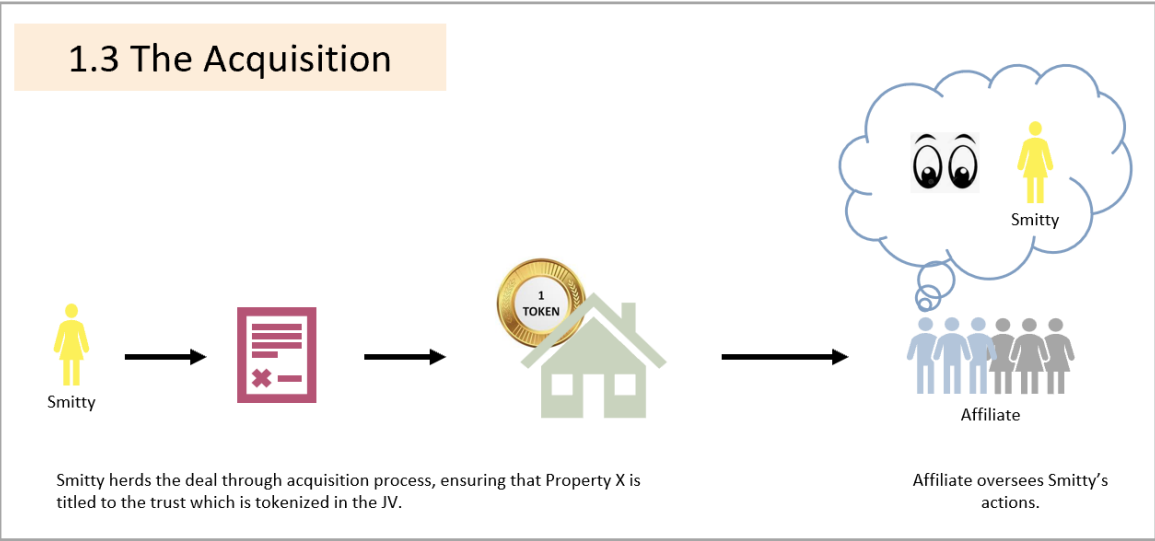 1.3 The Acquisition
Smitty
1
TOKEN
Smitty
Affiliate
Smitty herds the deal through acquisition process, ensuring that Property X is
titled to the trust which is tokenized in the JV.
Affiliate oversees Smitty’s
actions.